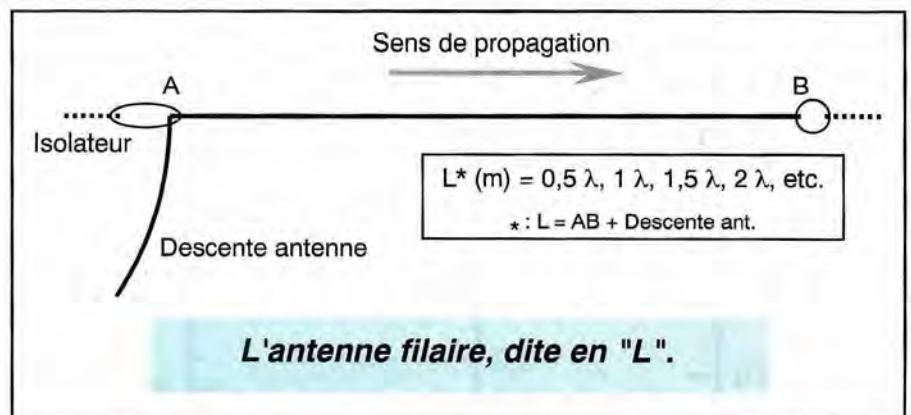 Sens de propagation
A
B
Isolateur
L* (m) = 0,5 λ, 1 λ, 1,5 λ, 2 λ, etc.
* : L = AB + Descente ant.
Descente antenne
L'antenne filaire, dite en "L".